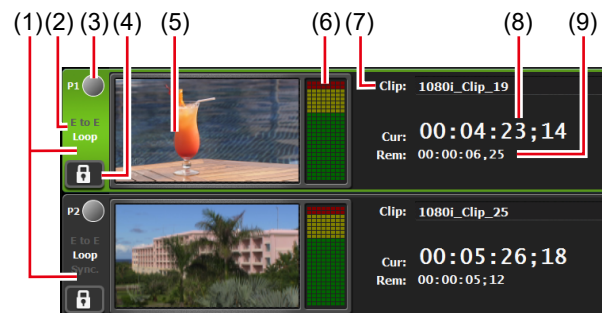 (1) (2) (3) (4) (5) (6) (7) (8) (9)
P1
Clip: 1080i_Clip_19
E to E
Loop
Cur: 00:04:23;14
Rem: 00:00:06,25
P2
Clip: 1080i_Clip_25
E to E
Loop
Sync.
Cur: 00:05:26;18
Rem: 00:00:05;12